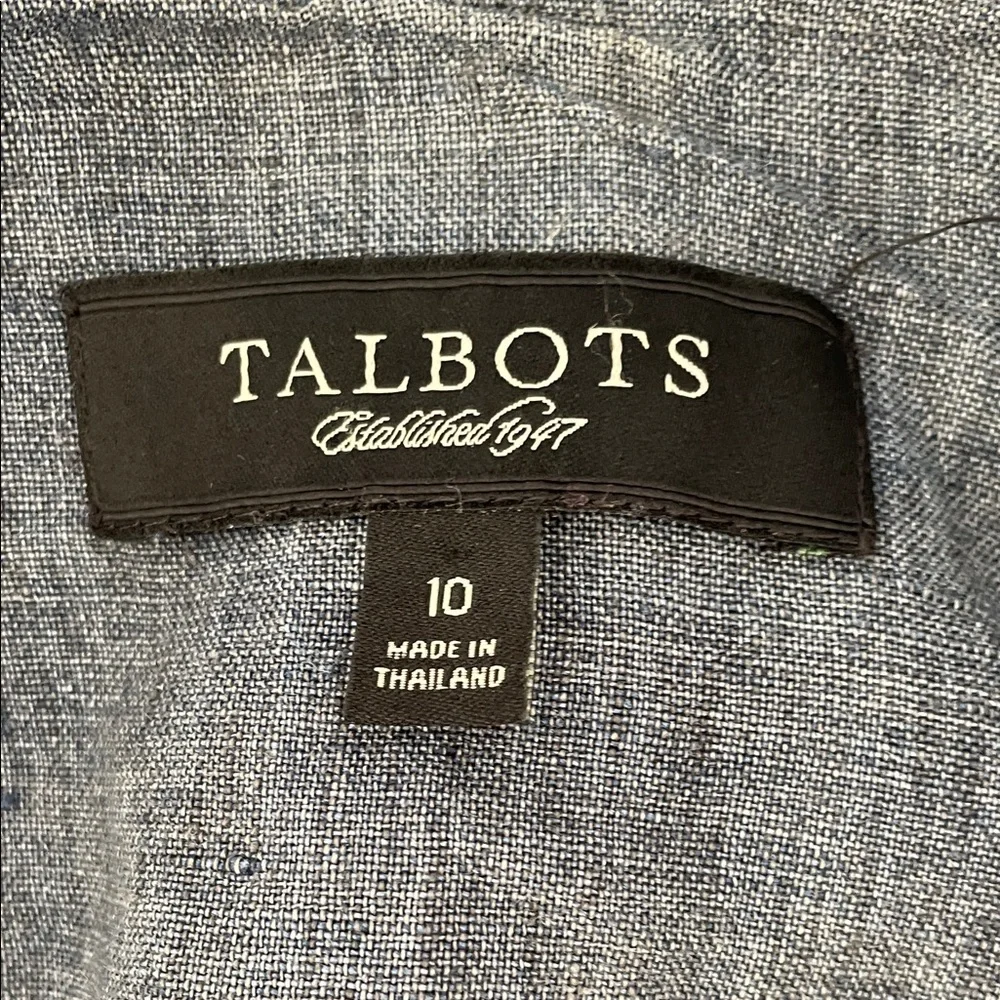 TALBOTS
Established 1947
10
MADE IN
THAILAND